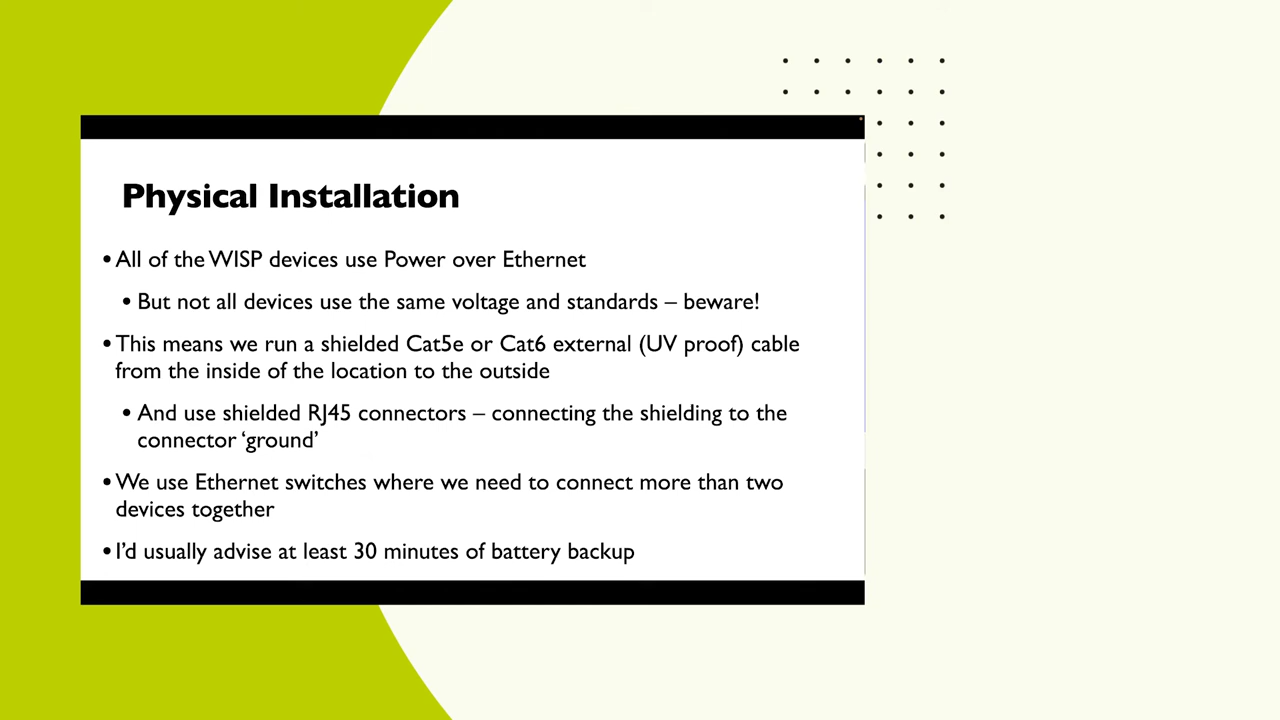 Physical Installation
• All of the WISP devices use Power over Ethernet
• But not all devices use the same voltage and standards – beware!
• This means we run a shielded Cat5e or Cat6 external (UV proof) cable
from the inside of the location to the outside
• And use shielded RJ45 connectors – connecting the shielding to the
connector ‘ground’
• We use Ethernet switches where we need to connect more than two
devices together
• I’d usually advise at least 30 minutes of battery backup